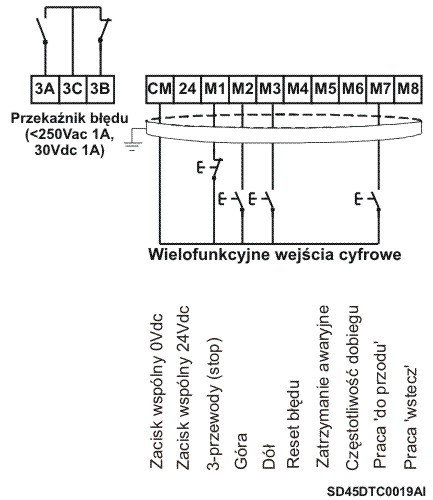 3A 3C 3B
CM 24 M1 M2 M3 M4 M5 M6 M7 M8
Przekaźnik błędu
(<250Vac 1A,
30Vdc 1A)
Wielofunkcyjne wejścia cyfrowe
Zacisk wspólny 0Vdc
Zacisk wspólny 24Vdc
3-przewody (stop)
Góra
Dół
Reset błędu
Zatrzymanie awaryjne
Częstotliwość dobiegu
Praca 'do przodu'
Praca 'wstecz'
SD45DTC0019AI